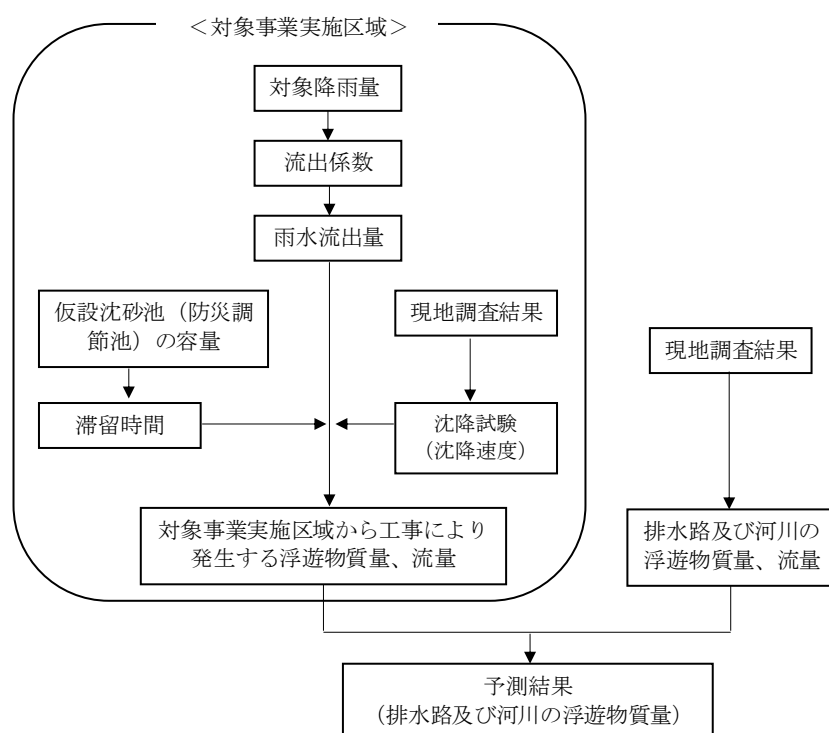 ＜対象事業実施区域＞
対象降雨量
流出係数
雨水流出量
仮設沈砂池（防災調
節池）の容量
現地調査結果
現地調査結果
滞留時間
沈降試験
（沈降速度）
対象事業実施区域から工事により
発生する浮遊物質量、流量
排水路及び河川の
浮遊物質量、流量
予測結果
（排水路及び河川の浮遊物質量）